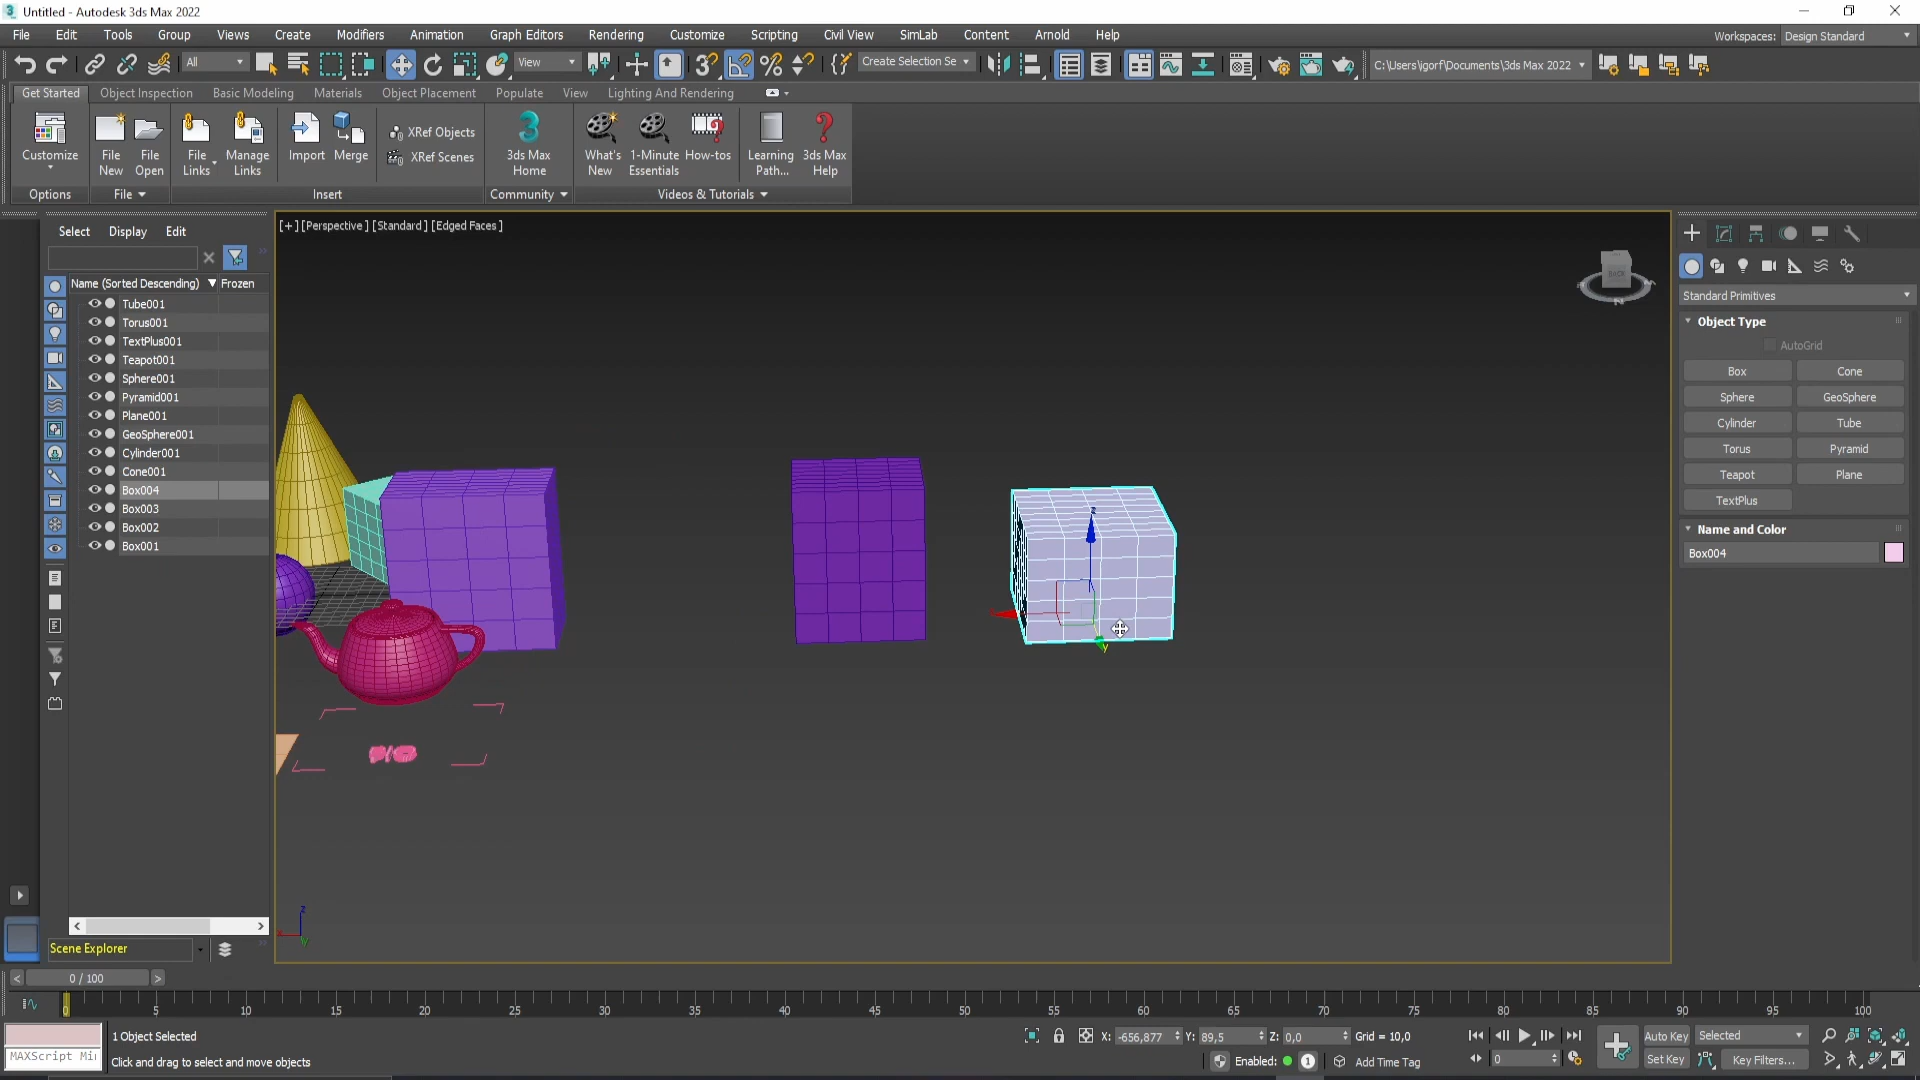 Untitled - Autodesk 3ds Max 2022
File Edit Tools Group Views Create Modifiers Animation Graph Editors Rendering Customize Scripting Civil View SimLab Content Arnold Help
Workspaces: Design Standard
All View Create Selection Se C:\Users\igorf\Documents\3ds Max 2022
Get Started Object Inspection Basic Modeling Materials Object Placement Populate View Lighting And Rendering
Customize
File New
File Open
File Links
Manage Links
Import
Merge
XRef Objects
XRef Scenes
3ds Max Home
What's New
1-Minute Essentials
How-tos
Learning Path...
3ds Max Help
Options File Insert Community Videos & Tutorials
Select Display Edit
Name (Sorted Descending) Frozen
Tube001
Torus001
TextPlus001
Teapot001
Sphere001
Pyramid001
Plane001
GeoSphere001
Cylinder001
Cone001
Box004
Box003
Box002
Box001
Scene Explorer
[+] [Perspective] [Standard] [Edged Faces]
BACK
z
y
Standard Primitives
Object Type
AutoGrid
Box Cone
Sphere GeoSphere
Cylinder Tube
Torus Pyramid
Teapot Plane
TextPlus
Name and Color
Box004
0 / 100
0 5 10 15 20 25 30 35 40 45 50 55 60 65 70 75 80 85 90 95 100
1 Object Selected
X: -656,877 Y: 89,5 Z: 0,0 Grid = 10,0
Auto Key Selected
MAXScript Mi
Click and drag to select and move objects
Enabled: 1 Add Time Tag
0
Set Key Key Filters...